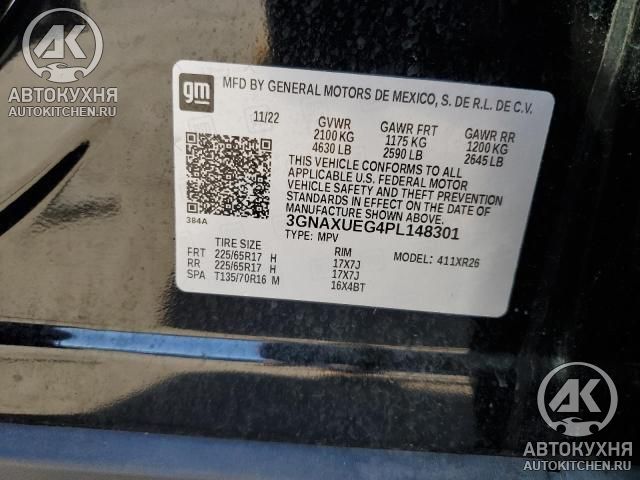 АК
АВТОКУХНЯ
AUTOKITCHEN.RU
gm
MFD BY GENERAL MOTORS DE MEXICO, S. DE R.L. DE C.V.
11/22 GVWR GAWR FRT GAWR RR
2100 KG 1175 KG 1200 KG
4630 LB 2590 LB 2645 LB
THIS VEHICLE CONFORMS TO ALL
APPLICABLE U.S. FEDERAL MOTOR
VEHICLE SAFETY AND THEFT PREVENTION
STANDARDS IN EFFECT ON THE DATE OF
MANUFACTURE SHOWN ABOVE.
384A
3GNAXUEG4PL148301
TYPE: MPV MODEL: 411XR26
TIRE SIZE RIM
FRT 225/65R17 H 17X7J
RR 225/65R17 H 17X7J
SPA T135/70R16 M 16X4BT
АК
АВТОКУХНЯ
AUTOKITCHEN.RU